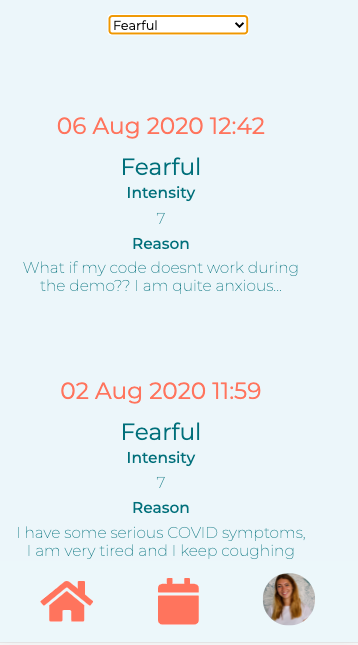 Fearful
06 Aug 2020 12:42
Fearful
Intensity
7
Reason
What if my code doesnt work during
the demo?? I am quite anxious...
02 Aug 2020 11:59
Fearful
Intensity
7
Reason
I have some serious COVID symptoms,
I am very tired and I keep coughing